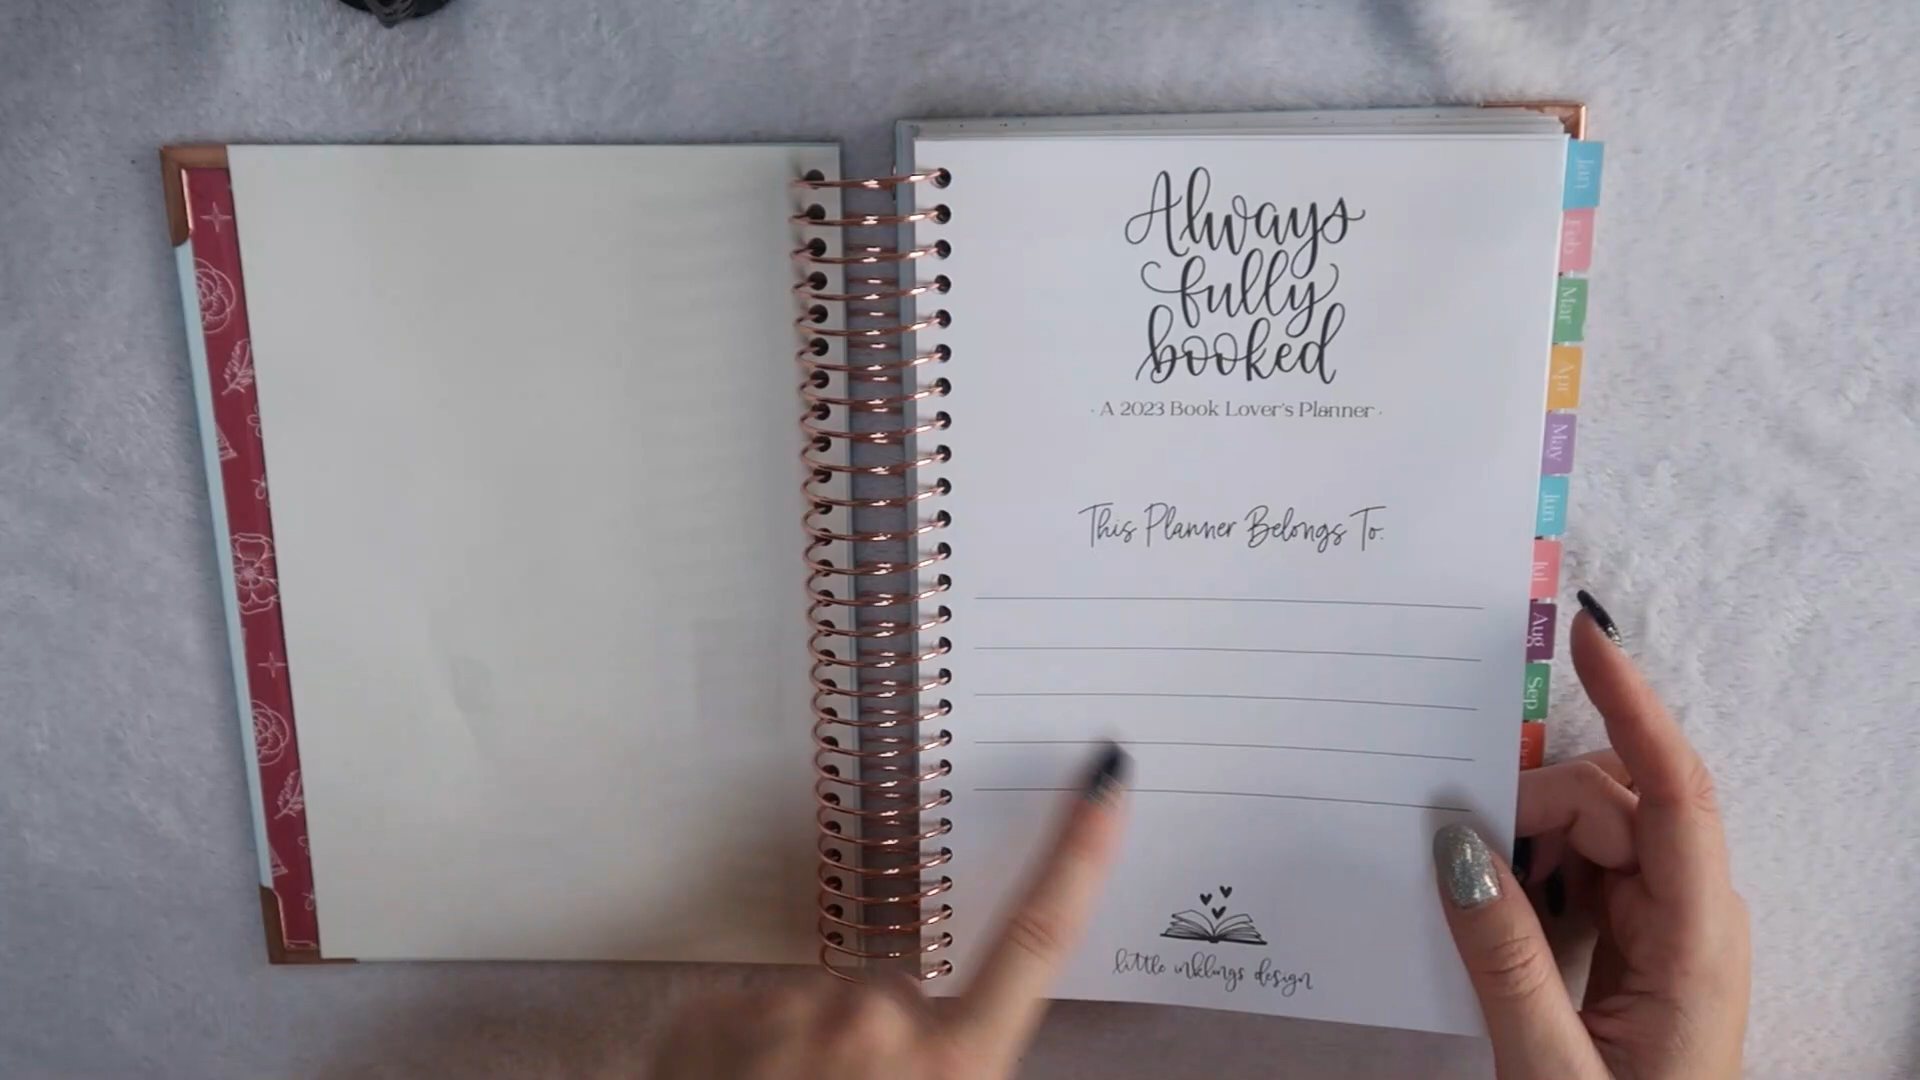 Always
fully
booked
· A 2023 Book Lover's Planner ·
This Planner Belongs To:
little inklings design
Jan
Feb
Mar
Apr
May
Jun
Jul
Aug
Sep